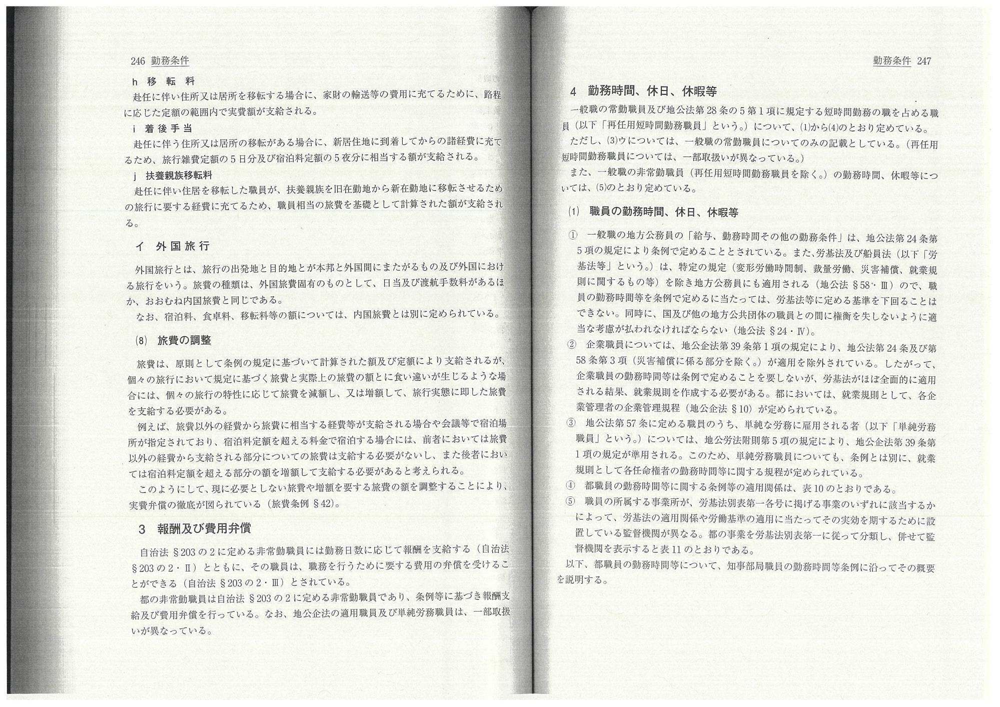 246 勤務条件
h 移転料
赴任に伴い住所又は居所を移転する場合に、家財の輸送等の費用に充てるために、路程
に応じた定額の範囲内で実費額が支給される。
i 着後手当
赴任に伴う住所又は居所の移転がある場合に、新居住地に到着してからの諸経費に充て
るため、旅行雑費定額の5日分及び宿泊料定額の5夜分に相当する額が支給される。
j 扶養親族移転料
赴任に伴い住居を移転した職員が、扶養親族を旧在勤地から新在勤地に移転させるため
の旅行に要する経費に充てるため、職員相当の旅費を基礎として計算された額が支給され
る。
イ 外国旅行
外国旅行とは、旅行の出発地と目的地とが本邦と外国間にまたがるもの及び外国におけ
る旅行をいう。旅費の種類は、外国旅費固有のものとして、日当及び渡航手数料があるほ
か、おおむね内国旅費と同じである。
なお、宿泊料、食卓料、移転料等の額については、内国旅費とは別に定められている。
(8) 旅費の調整
旅費は、原則として条例の規定に基づいて計算された額及び定額により支給されるが、
個々の旅行において規定に基づく旅費と実際上の旅費の額とに食い違いが生じるような場
合には、個々の旅行の特性に応じて旅費を減額し、又は増額して、旅行実態に即した旅費
を支給する必要がある。
例えば、旅費以外の経費から旅費に相当する経費等が支給される場合や会議等で宿泊場
所が指定されており、宿泊料定額を超える料金で宿泊する場合には、前者においては旅費
以外の経費から支給される部分についての旅費は支給する必要がないし、また後者におい
ては宿泊料定額を超える部分の額を増額して支給する必要があると考えられる。
このようにして、現に必要としない旅費や増額を要する旅費の額を調整することにより、
実費弁償の徹底が図られている（旅費条例 §42）。
3 報酬及び費用弁償
自治法 §203の2に定める非常勤職員には勤務日数に応じて報酬を支給する（自治法
§203の2・Ⅱ）とともに、その職員は、職務を行うために要する費用の弁償を受けるこ
とができる（自治法 §203の2・Ⅲ）とされている。
都の非常勤職員は自治法 §203の2に定める非常勤職員であり、条例等に基づき報酬支
給及び費用弁償を行っている。なお、地公企法の適用職員及び単純労務職員は、一部取扱
いが異なっている。
勤務条件 247
4 勤務時間、休日、休暇等
一般職の常勤職員及び地公法第28条の5第1項に規定する短時間勤務の職を占める職
員（以下「再任用短時間勤務職員」という。）について、(1)から(4)のとおり定めている。
ただし、(3)ウについては、一般職の常勤職員についてのみの記載としている。（再任用
短時間勤務職員については、一部取扱いが異なっている。）
また、一般職の非常勤職員（再任用短時間勤務職員を除く。）の勤務時間、休暇等につ
いては、(5)のとおり定めている。
(1) 職員の勤務時間、休日、休暇等
① 一般職の地方公務員の「給与、勤務時間その他の勤務条件」は、地公法第24条第
5項の規定により条例で定めることとされている。また、労基法及び船員法（以下「労
基法等」という。）は、特定の規定（変形労働時間制、裁量労働、災害補償、就業規
則に関するもの等）を除き地方公務員にも適用される（地公法 §58・Ⅲ）ので、職
員の勤務時間等を条例で定めるに当たっては、労基法等に定める基準を下回ることは
できない。同時に、国及び他の地方公共団体の職員との間に権衡を失しないように適
当な考慮が払われなければならない（地公法 §24・Ⅳ）。
② 企業職員については、地公企法第39条第1項の規定により、地公法第24条及び第
58条第3項（災害補償に係る部分を除く。）が適用を除外されている。したがって、
企業職員の勤務時間等は条例で定めることを要しないが、労基法がほぼ全面的に適用
される結果、就業規則を作成する必要がある。都においては、就業規則として、各企
業管理者の企業管理規程（地公企法 §10）が定められている。
③ 地公法第57条に定める職員のうち、単純な労務に雇用される者（以下「単純労務
職員」という。）については、地公労法附則第5項の規定により、地公企法第39条第
1項の規定が準用される。このため、単純労務職員についても、条例とは別に、就業
規則として各任命権者の勤務時間等に関する規程が定められている。
④ 都職員の勤務時間等に関する条例等の適用関係は、表10のとおりである。
⑤ 職員の所属する事業所が、労基法別表第一各号に掲げる事業のいずれに該当するか
によって、労基法の適用関係や労働基準の適用に当たってその実効を期するために設
置している監督機関が異なる。都の事業を労基法別表第一に従って分類し、併せて監
督機関を表示すると表11のとおりである。
以下、都職員の勤務時間等について、知事部局職員の勤務時間等条例に沿ってその概要
を説明する。